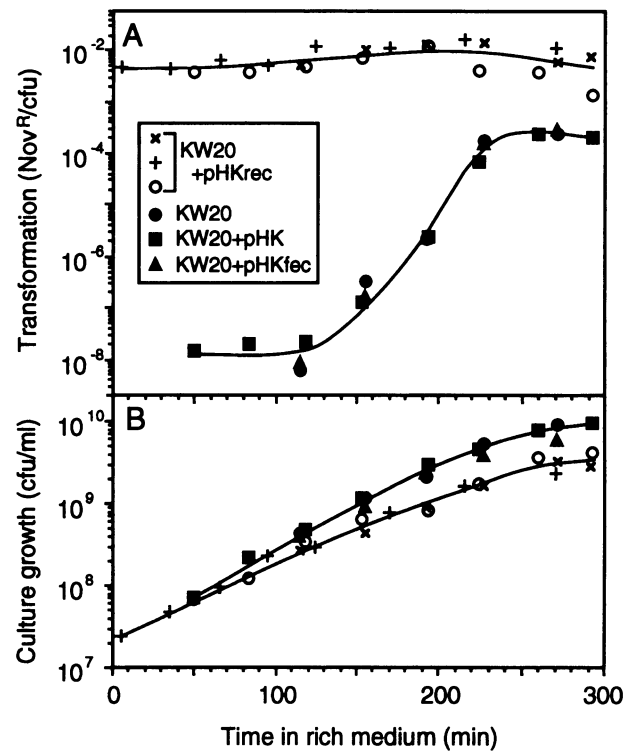 A
Transformation (Nov^R/cfu)
10^-2
10^-4
10^-6
10^-8
KW20
+pHKrec
KW20
KW20+pHK
KW20+pHKfec
B
Culture growth (cfu/ml)
10^10
10^9
10^8
10^7
0 100 200 300
Time in rich medium (min)